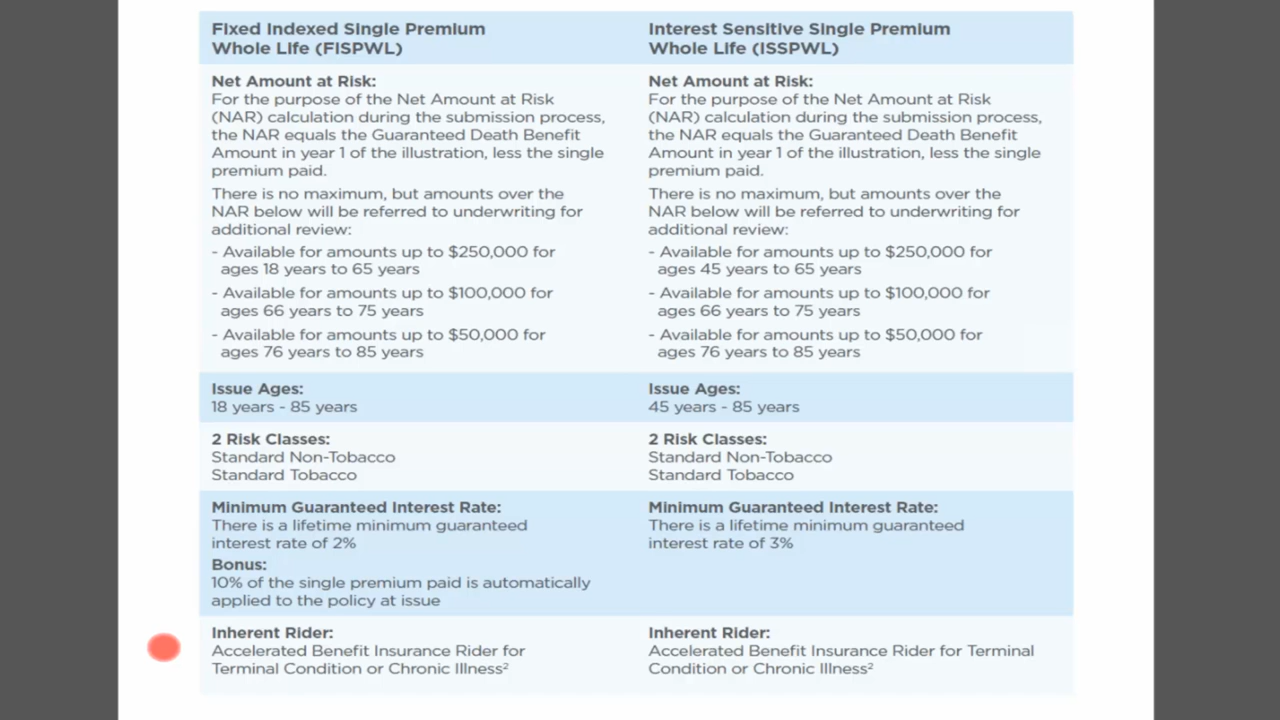 Fixed Indexed Single Premium
Whole Life (FISPWL)
Net Amount at Risk:
For the purpose of the Net Amount at Risk
(NAR) calculation during the submission process,
the NAR equals the Guaranteed Death Benefit
Amount in year 1 of the illustration, less the single
premium paid.
There is no maximum, but amounts over the
NAR below will be referred to underwriting for
additional review:
- Available for amounts up to $250,000 for
ages 18 years to 65 years
- Available for amounts up to $100,000 for
ages 66 years to 75 years
- Available for amounts up to $50,000 for
ages 76 years to 85 years
Issue Ages:
18 years - 85 years
2 Risk Classes:
Standard Non-Tobacco
Standard Tobacco
Minimum Guaranteed Interest Rate:
There is a lifetime minimum guaranteed
interest rate of 2%
Bonus:
10% of the single premium paid is automatically
applied to the policy at issue
Inherent Rider:
Accelerated Benefit Insurance Rider for
Terminal Condition or Chronic Illness²
Interest Sensitive Single Premium
Whole Life (ISSPWL)
Net Amount at Risk:
For the purpose of the Net Amount at Risk
(NAR) calculation during the submission process,
the NAR equals the Guaranteed Death Benefit
Amount in year 1 of the illustration, less the single
premium paid.
There is no maximum, but amounts over the
NAR below will be referred to underwriting for
additional review:
- Available for amounts up to $250,000 for
ages 45 years to 65 years
- Available for amounts up to $100,000 for
ages 66 years to 75 years
- Available for amounts up to $50,000 for
ages 76 years to 85 years
Issue Ages:
45 years - 85 years
2 Risk Classes:
Standard Non-Tobacco
Standard Tobacco
Minimum Guaranteed Interest Rate:
There is a lifetime minimum guaranteed
interest rate of 3%
Inherent Rider:
Accelerated Benefit Insurance Rider for Terminal
Condition or Chronic Illness²